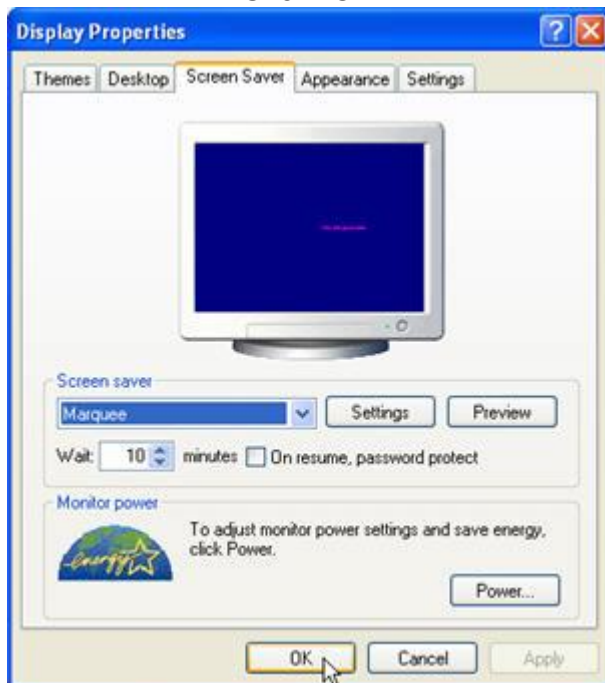 Display Properties
Themes Desktop Screen Saver Appearance Settings
Screen saver
Marquee Settings Preview
Wait: 10 minutes On resume, password protect
Monitor power
To adjust monitor power settings and save energy,
click Power.
energy
Power...
OK Cancel Apply